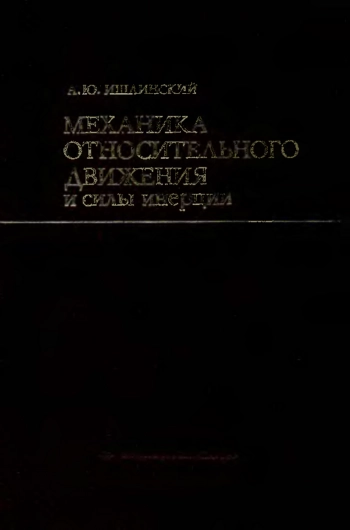 А.Ю. ИШЛИНСКИЙ
МЕХАНИКА
ОТНОСИТЕЛЬНОГО
ДВИЖЕНИЯ
И СИЛЫ ИНЕРЦИИ